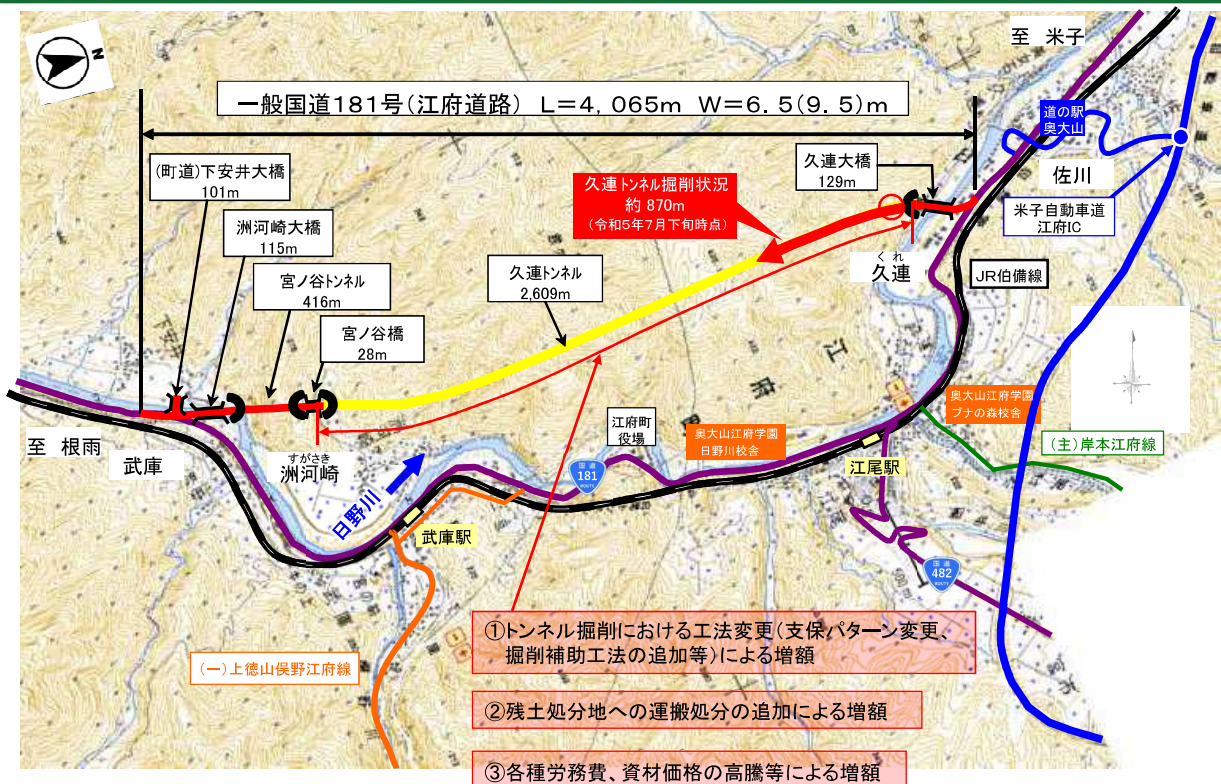 N
至 米子
一般国道181号(江府道路) L=4,065m W=6.5(9.5)m
道の駅
奥大山
佐川
米子自動車道
江府IC
(町道)下安井大橋
101m
洲河崎大橋
115m
宮ノ谷トンネル
416m
宮ノ谷橋
28m
久連トンネル
2,609m
久連トンネル掘削状況
約 870m
(令和5年7月下旬時点)
久連大橋
129m
くれ
久連
JR伯備線
江
府
至 根雨
武庫
すがさき
洲河崎
日野川
武庫駅
江府町
役場
国道
181
ROUTE
奥大山江府学園
日野川校舎
奥大山江府学園
ブナの森校舎
江尾駅
(主)岸本江府線
国道
482
ROUTE
(一)上徳山俣野江府線
①トンネル掘削における工法変更(支保パターン変更、
掘削補助工法の追加等)による増額
②残土処分地への運搬処分の追加による増額
③各種労務費、資材価格の高騰等による増額